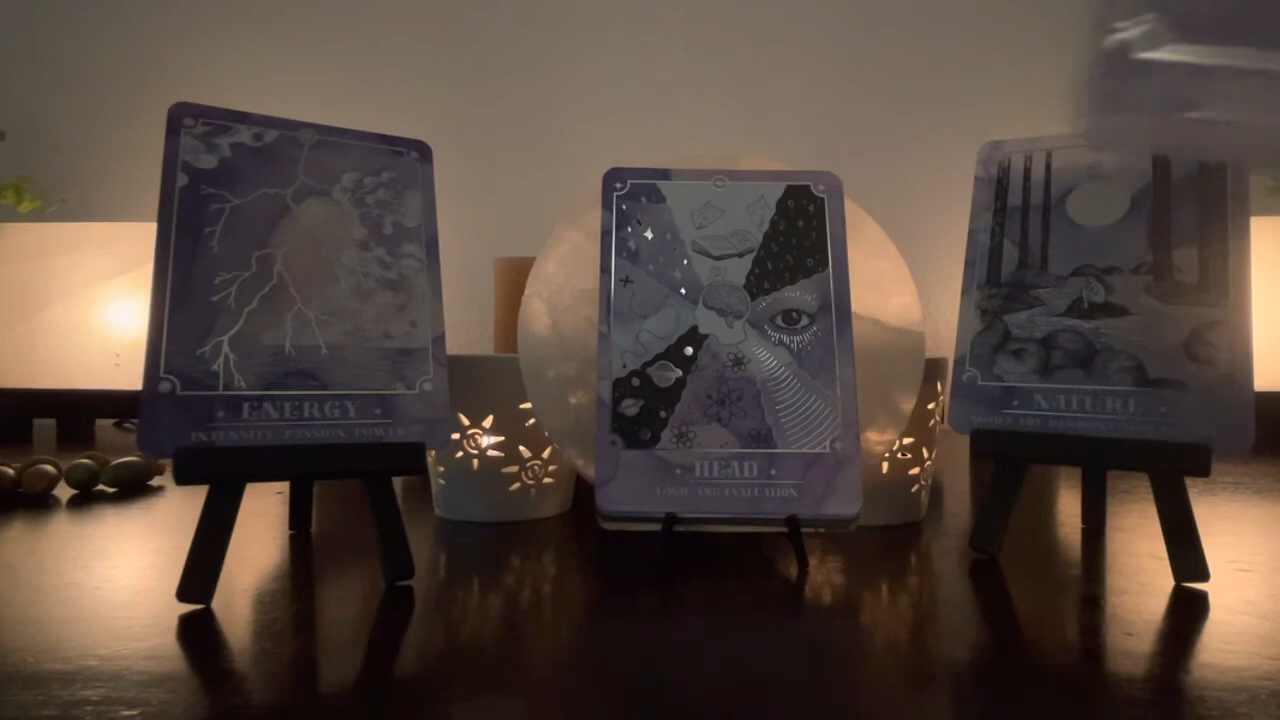 ENERGY
INTENSITY, PASSION, POWER
HEAD
LOGIC AND EVALUATION
NATURE